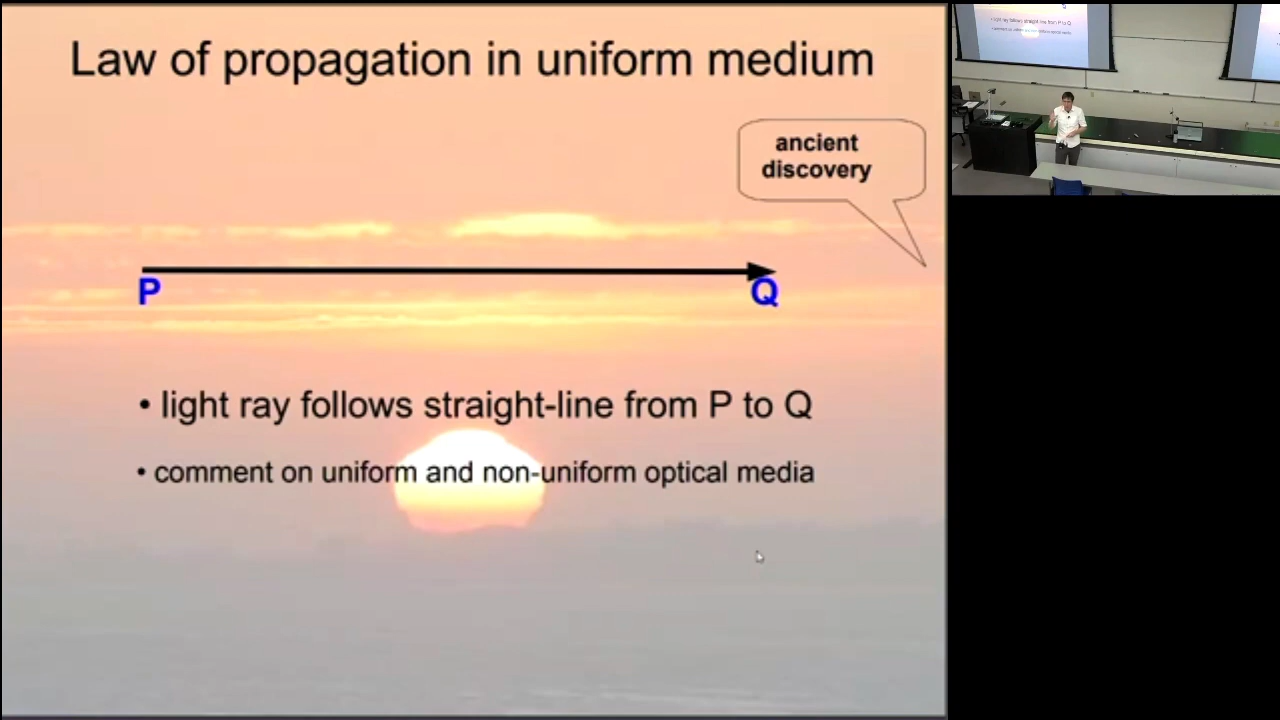 Law of propagation in uniform medium
ancient
discovery
P
Q
• light ray follows straight-line from P to Q
• comment on uniform and non-uniform optical media